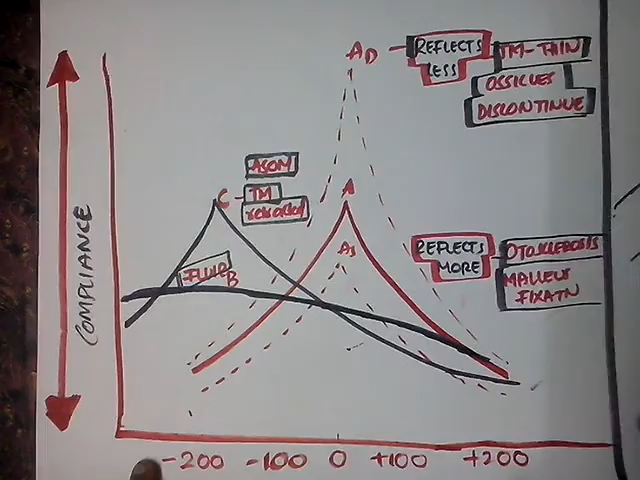 AD - REFLECTS LESS
TM-THIN
OSSICLES
DISCONTINUE
ASOM
C - TM
A
AS
REFLECTS MORE
OTOSCLEROSIS
MALLEUS
FIXATN
FLUID
B
COMPLIANCE
-200 -100 0 +100 +200